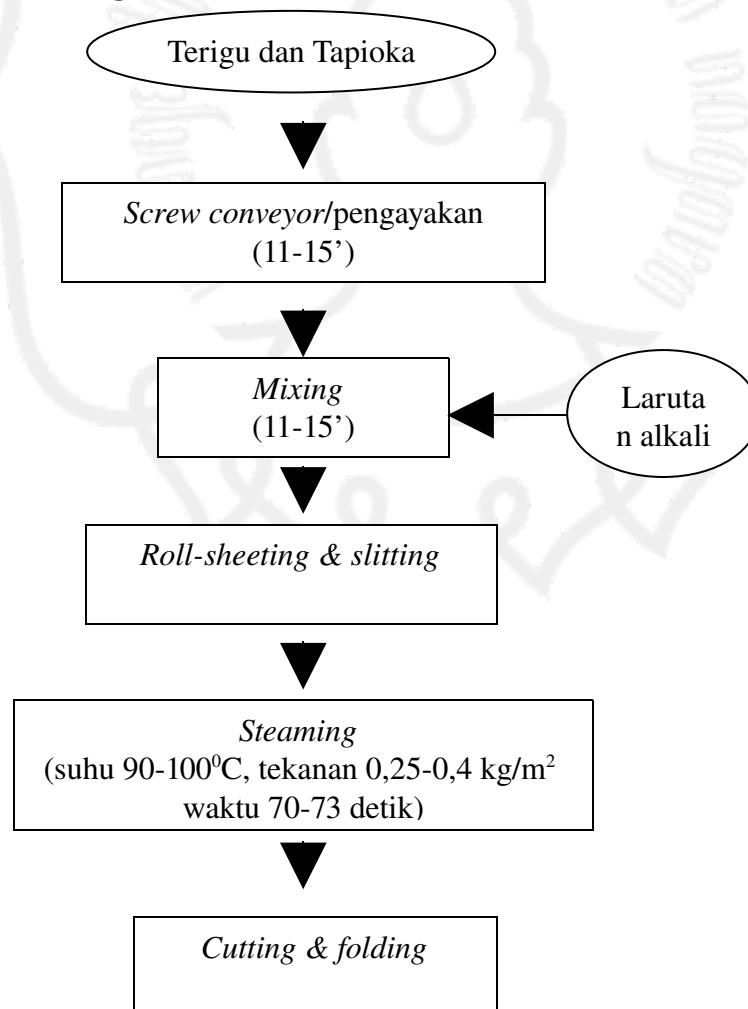 Terigu dan Tapioka
Screw conveyor/pengayakan
(11-15’)
Mixing
(11-15’)
Laruta
n alkali
Roll-sheeting & slitting
Steaming
(suhu 90-100⁰C, tekanan 0,25-0,4 kg/m²
waktu 70-73 detik)
Cutting & folding